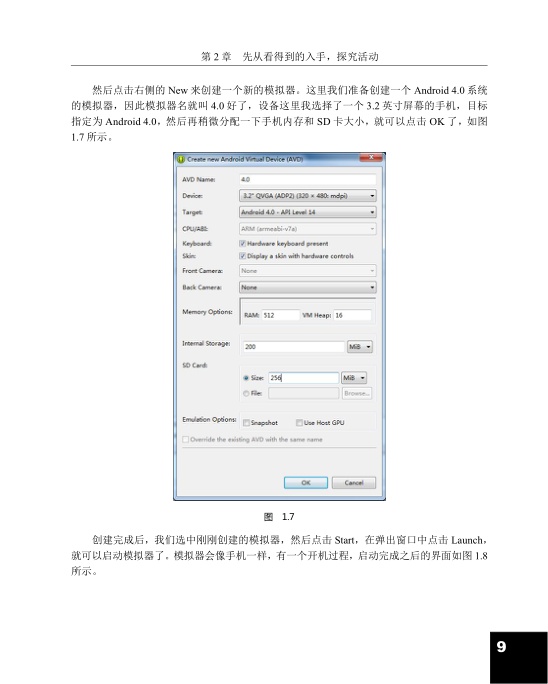 第 2 章 先从看得到的入手，探究活动
然后点击右侧的 New 来创建一个新的模拟器。这里我们准备创建一个 Android 4.0 系统
的模拟器，因此模拟器名就叫 4.0 好了，设备这里我选择了一个 3.2 英寸屏幕的手机，目标
指定为 Android 4.0，然后再稍微分配一下手机内存和 SD 卡大小，就可以点击 OK 了，如图
1.7 所示。
Create new Android Virtual Device (AVD)
AVD Name: 4.0
Device: 3.2" QVGA (ADP2) (320 × 480: mdpi)
Target: Android 4.0 - API Level 14
CPU/ABI: ARM (armeabi-v7a)
Keyboard: Hardware keyboard present
Skin: Display a skin with hardware controls
Front Camera: None
Back Camera: None
Memory Options: RAM: 512 VM Heap: 16
Internal Storage: 200 MiB
SD Card:
Size: 256 MiB
File: Browse...
Emulation Options: Snapshot Use Host GPU
Override the existing AVD with the same name
OK Cancel
图 1.7
创建完成后，我们选中刚刚创建的模拟器，然后点击 Start，在弹出窗口中点击 Launch，
就可以启动模拟器了。模拟器会像手机一样，有一个开机过程，启动完成之后的界面如图 1.8
所示。
9